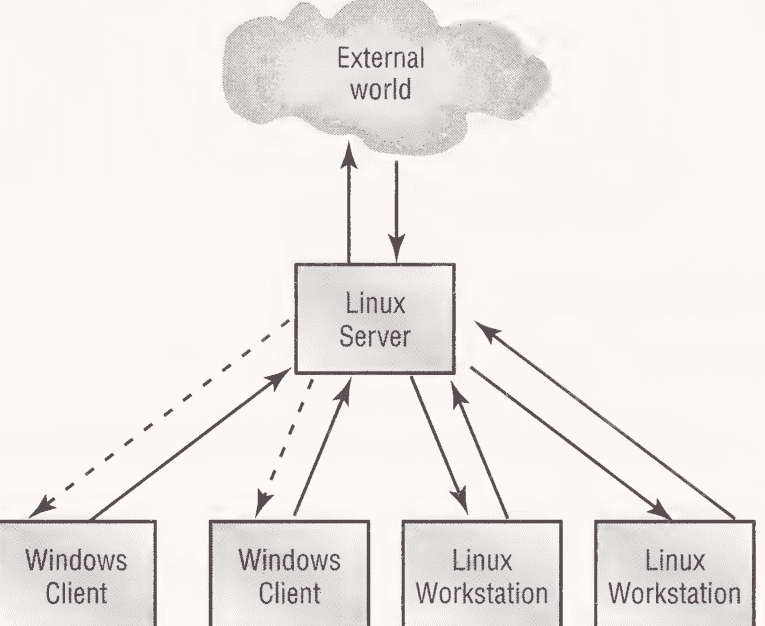 External
world
Linux
Server
Windows
Client
Windows
Client
Linux
Workstation
Linux
Workstation